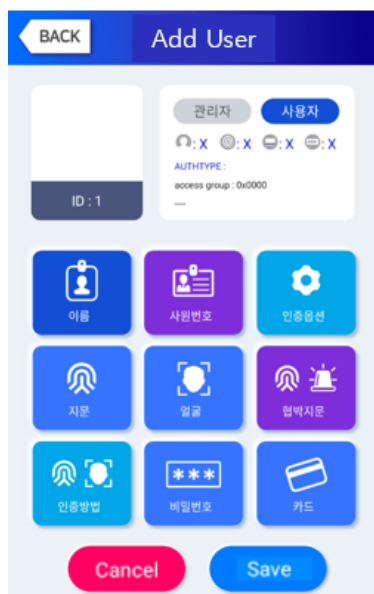 BACK
Add User
관리자 사용자
:X :X :X :X
AUTHTYPE :
access group : 0x0000
----
ID : 1
이름 사원번호 인증옵션
지문 얼굴 협박지문
인증방법 비밀번호 카드
***
Cancel Save